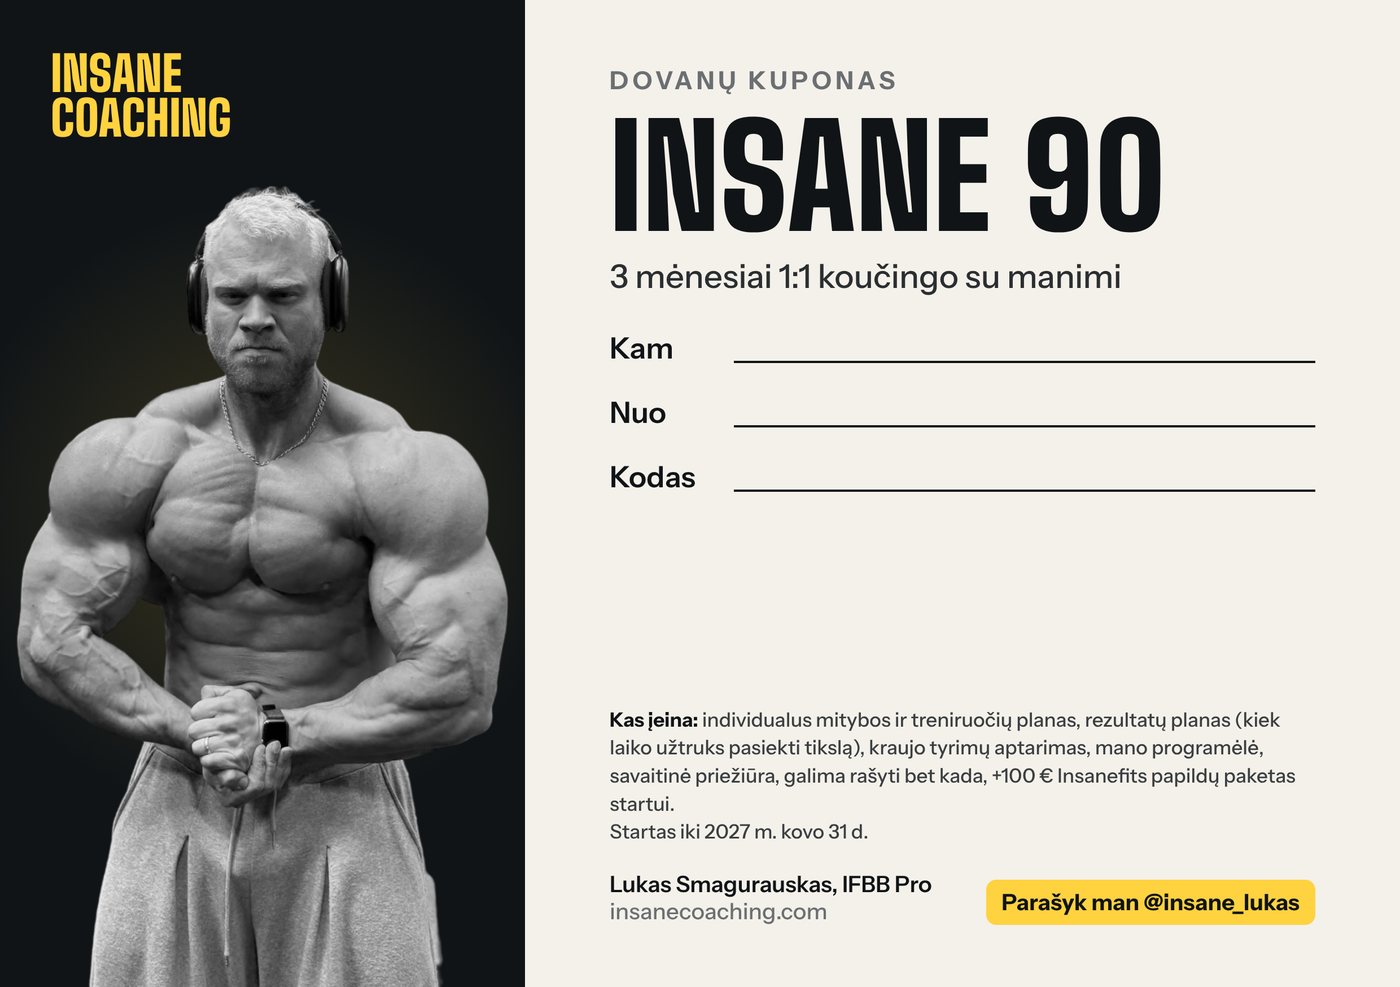 INSANE
COACHING
DOVANŲ KUPONAS
INSANE 90
3 mėnesiai 1:1 koučingo su manimi
Kam
Nuo
Kodas
Kas įeina: individualus mitybos ir treniruočių planas, rezultatų planas (kiek
laiko užtruks pasiekti tikslą), kraujo tyrimų aptarimas, mano programėlė,
savaitinė priežiūra, galima rašyti bet kada, +100 € Insanefits papildų paketas
startui.
Startas iki 2027 m. kovo 31 d.
Lukas Smagurauskas, IFBB Pro
insanecoaching.com
Parašyk man @insane_lukas